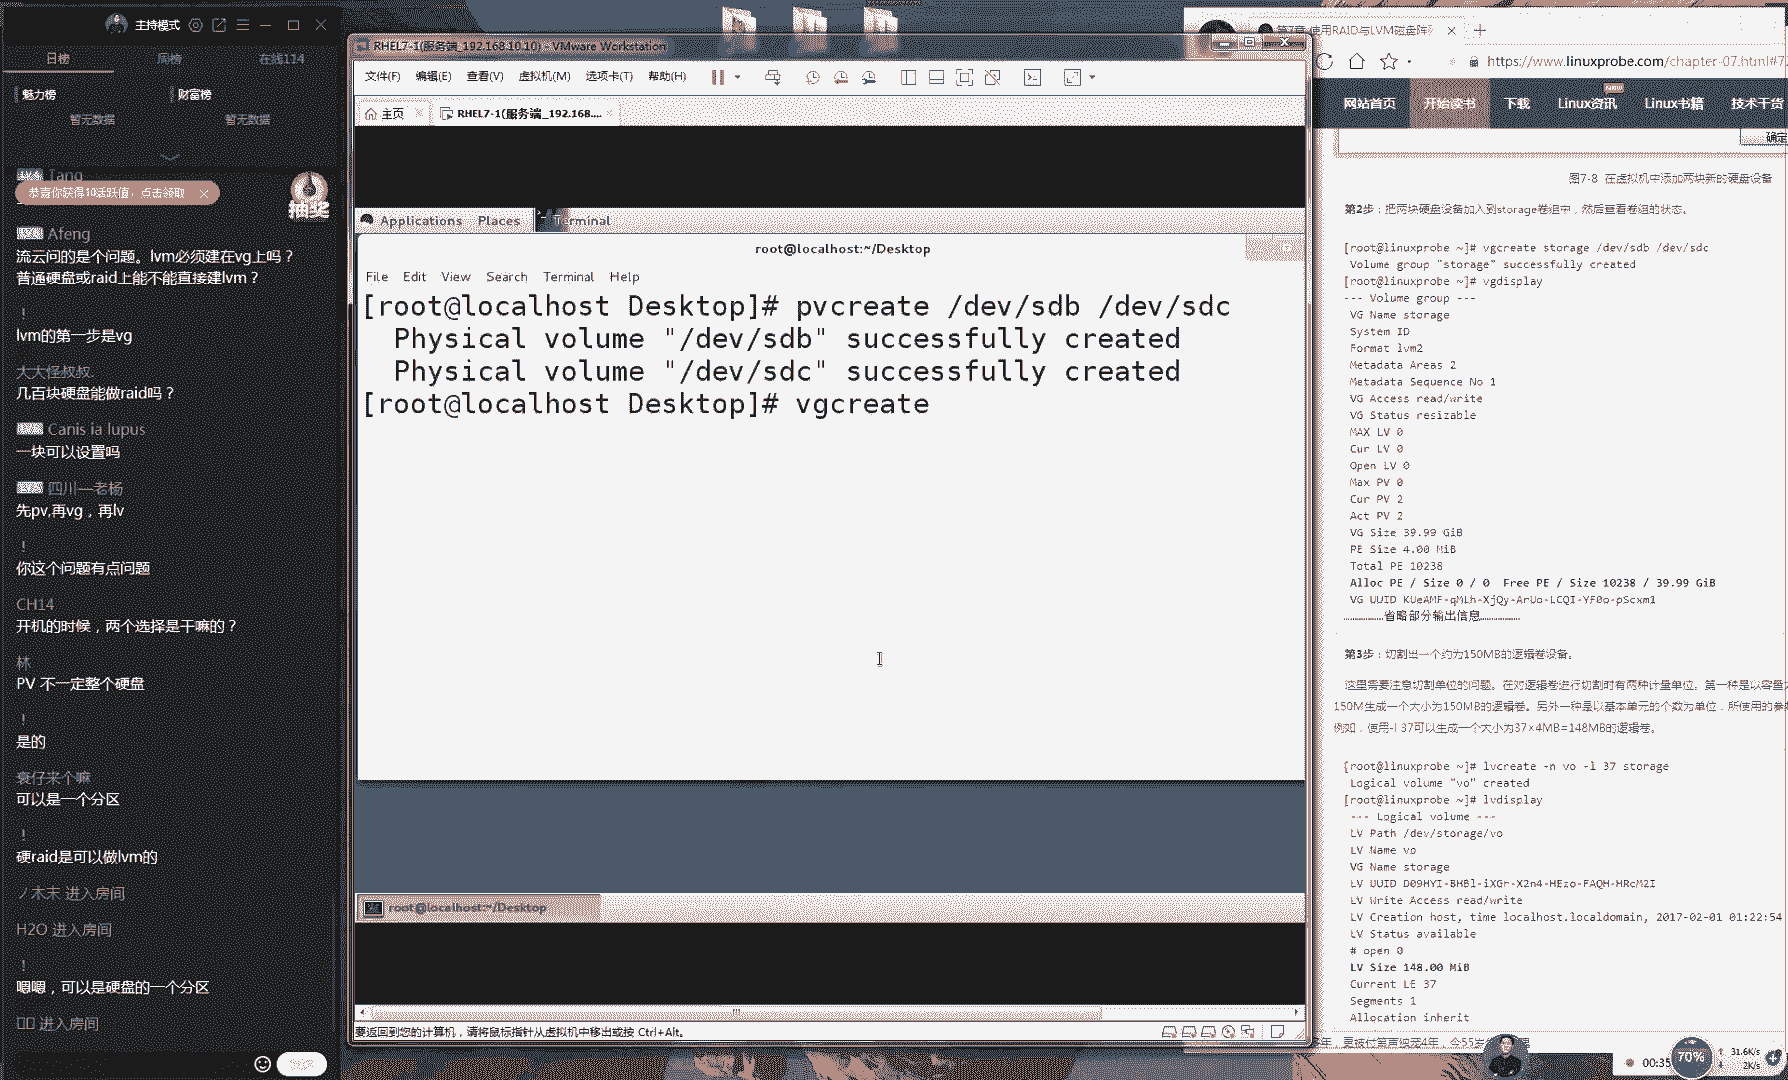 主持模式
日榜 周榜 在线114
魅力榜 财富榜
暂无数据 暂无数据
Tang
恭喜你获得10活跃值，点击领取
抽奖
Afeng
流云问的是个问题。lvm必须建在vg上吗？
普通硬盘或raid上能不能直接建lvm？
！
lvm的第一步是vg
大大怪叔叔.
几百块硬盘能做raid吗？
Canis ia lupus
一块可以设置吗
四川—老杨
先pv,再vg，再lv
！
你这个问题有点问题
CH14
开机的时候，两个选择是干嘛的？
林
PV 不一定整个硬盘
！
是的
衰仔来个嘛
可以是一个分区
！
硬raid是可以做lvm的
ノ木末 进入房间
H2O 进入房间
！
嗯嗯，可以是硬盘的一个分区
进入房间
RHEL7-1(服务端_192.168.10.10) - VMware Workstation
文件(F) 编辑(E) 查看(V) 虚拟机(M) 选项卡(T) 帮助(H)
主页 RHEL7-1(服务端_192.168....
Applications Places Terminal
root@localhost:~/Desktop
File Edit View Search Terminal Help
[root@localhost Desktop]# pvcreate /dev/sdb /dev/sdc
Physical volume "/dev/sdb" successfully created
Physical volume "/dev/sdc" successfully created
[root@localhost Desktop]# vgcreate
root@localhost:~/Desktop
要返回到您的计算机，请将鼠标指针从虚拟机中移出或按 Ctrl+Alt。
使用RAID与LVM磁盘阵
https://www.linuxprobe.com/chapter-07.html#7
网站首页 开始读书 下载 Linux资讯 Linux书籍 技术干货
NEW
确定
图7-8 在虚拟机中添加两块新的硬盘设备
第2步：把两块硬盘设备加入到storage卷组中，然后查看卷组的状态。
[root@linuxprobe ~]# vgcreate storage /dev/sdb /dev/sdc
Volume group "storage" successfully created
[root@linuxprobe ~]# vgdisplay
--- Volume group ---
VG Name storage
System ID
Format lvm2
Metadata Areas 2
Metadata Sequence No 1
VG Access read/write
VG Status resizable
MAX LV 0
Cur LV 0
Open LV 0
Max PV 0
Cur PV 2
Act PV 2
VG Size 39.99 GiB
PE Size 4.00 MiB
Total PE 10238
Alloc PE / Size 0 / 0 Free PE / Size 10238 / 39.99 GiB
VG UUID KUeAMF-qMLh-XjQy-ArUo-LCQI-YF0o-pScxm1
………………省略部分输出信息………………
第3步：切割出一个约为150MB的逻辑卷设备。
这里需要注意切割单位的问题。在对逻辑卷进行切割时有两种计量单位。第一种是以容量
150M生成一个大小为150MB的逻辑卷。另外一种是以基本单元的个数为单位，所使用的参
例如，使用-l 37可以生成一个大小为37×4MB=148MB的逻辑卷。
[root@linuxprobe ~]# lvcreate -n vo -l 37 storage
Logical volume "vo" created
[root@linuxprobe ~]# lvdisplay
--- Logical volume ---
LV Path /dev/storage/vo
LV Name vo
VG Name storage
LV UUID D09HYI-BHBl-iXGr-X2n4-HEzo-FAQH-HRcM2I
LV Write Access read/write
LV Creation host, time localhost.localdomain, 2017-02-01 01:22:54
LV Status available
# open 0
LV Size 148.00 MiB
Current LE 37
Segments 1
Allocation inherit
00:35
70%
31.6K/s
2K/s